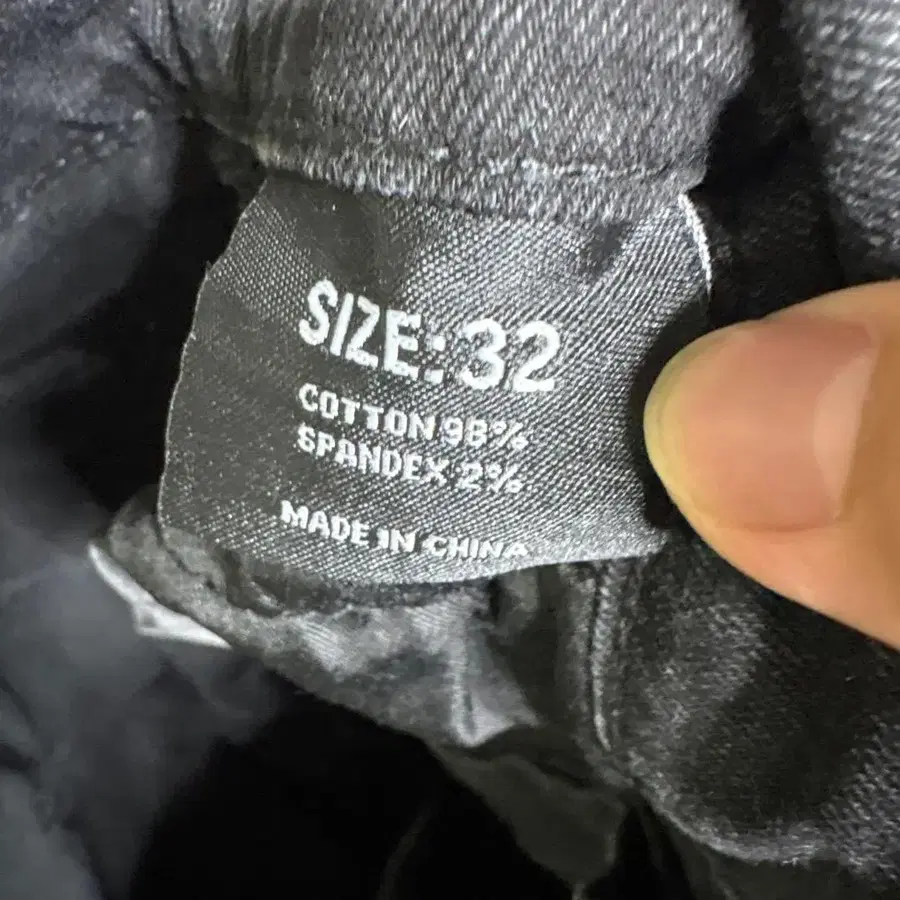 SIZE: 32
COTTON 98%
SPANDEX 2%
MADE IN CHINA